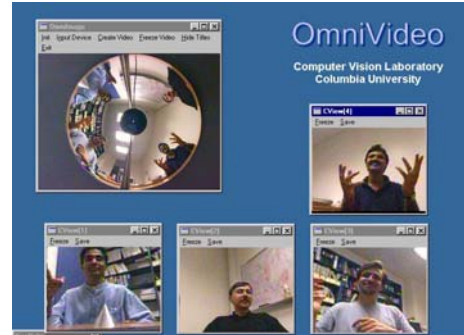 OmniImage
Init Input Device Create Video Freeze Video Hide Titles
Exit
OmniVideo
Computer Vision Laboratory
Columbia University
CView[4]
Freeze Save
CView[1]
Freeze Save
CView[2]
Freeze Save
CView[3]
Freeze Save